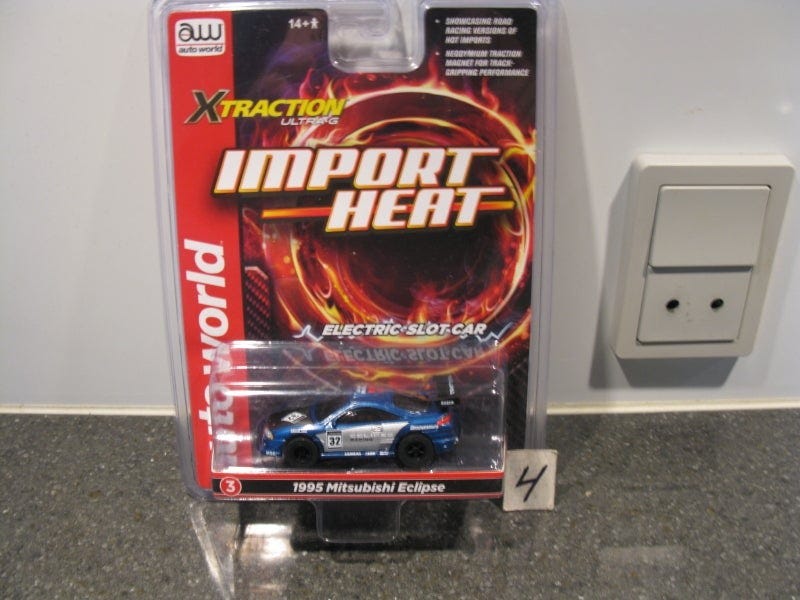 aw
auto world
14+
• SHOWCASING ROAD
RACING VERSIONS OF
HOT IMPORTS
• NEODYMIUM TRACTION
MAGNET FOR TRACK-
GRIPPING PERFORMANCE
XTRACTION
ULTRA-G
IMPORT
HEAT
autoworld
ELECTRIC SLOT CAR
32
3
1995 Mitsubishi Eclipse
4